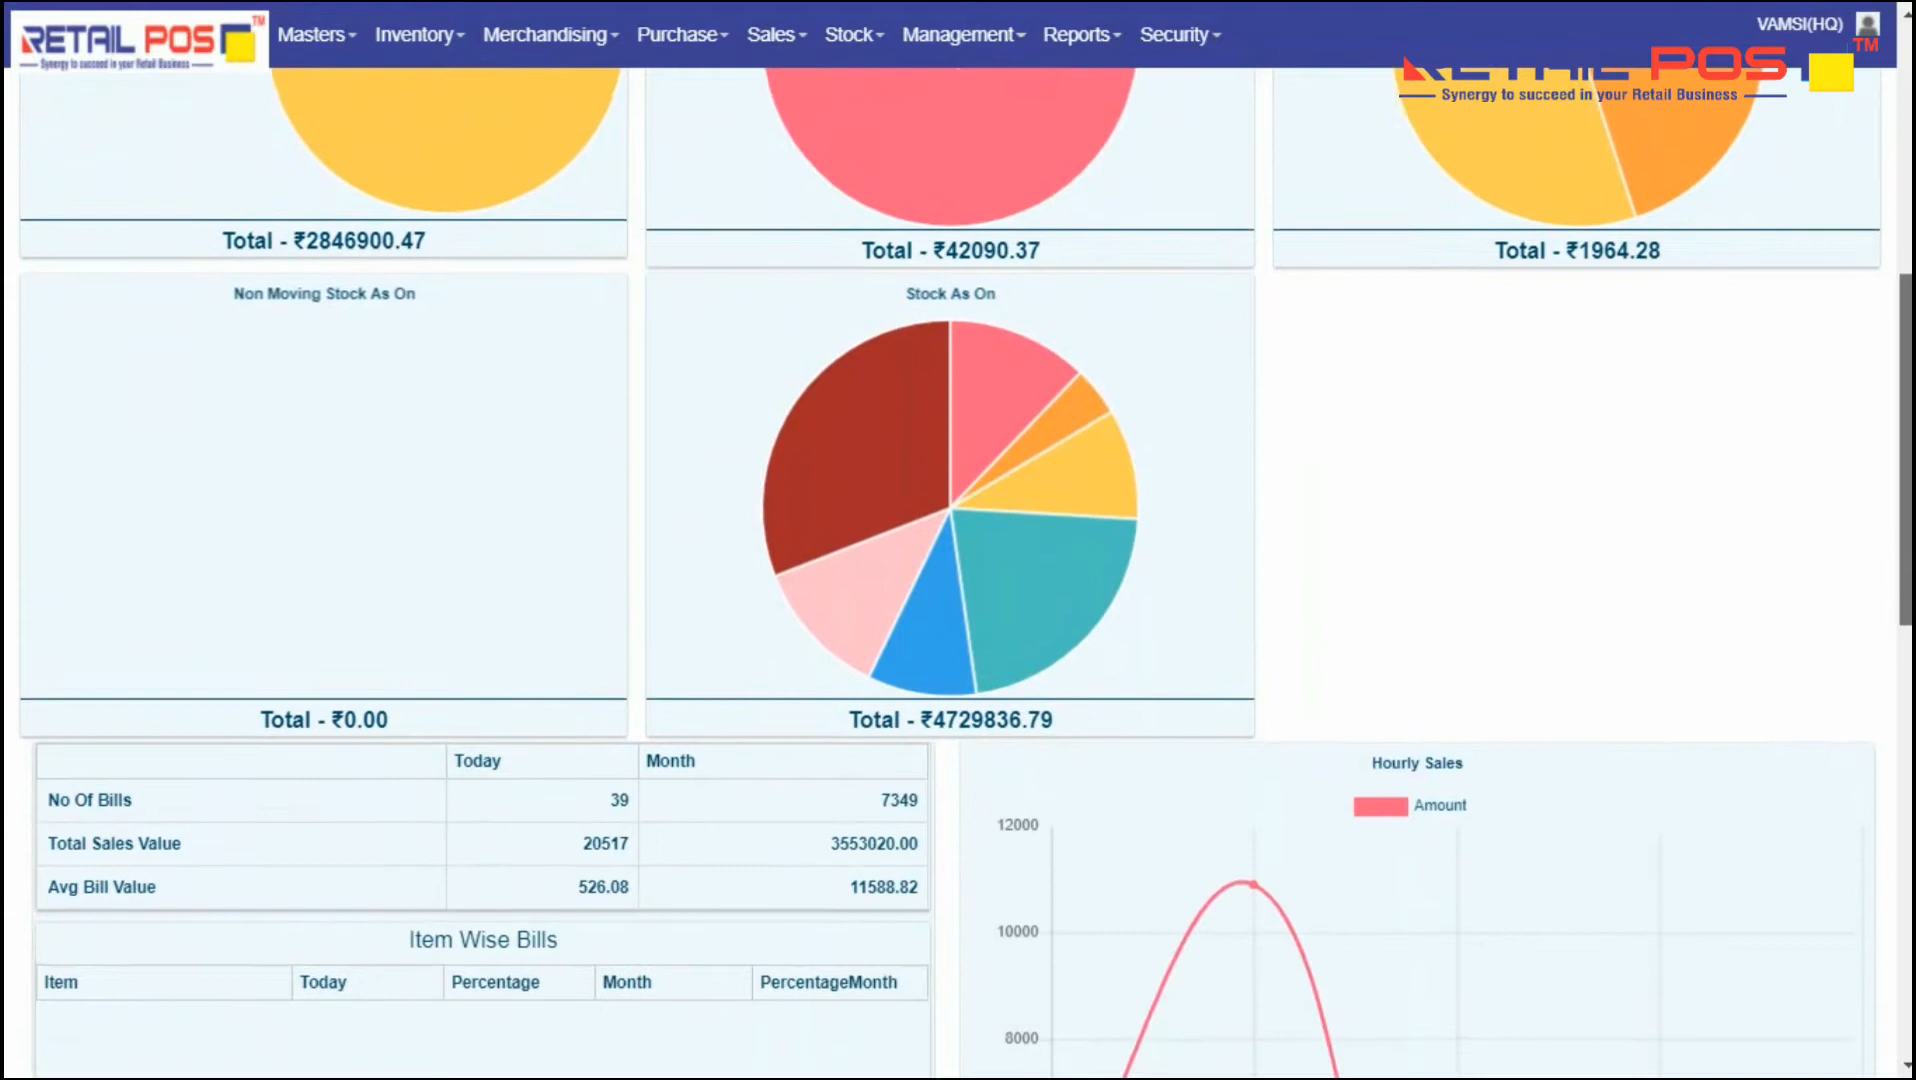 RETAIL POS TM
Synergy to succeed in your Retail Business
Masters Inventory Merchandising Purchase Sales Stock Management Reports Security
VAMSI(HQ)
RETAIL POS TM
Synergy to succeed in your Retail Business
Total - ₹2846900.47
Total - ₹42090.37
Total - ₹1964.28
Non Moving Stock As On
Stock As On
Total - ₹0.00
Total - ₹4729836.79
Today Month
No Of Bills 39 7349
Total Sales Value 20517 3553020.00
Avg Bill Value 526.08 11588.82
Item Wise Bills
Item Today Percentage Month PercentageMonth
Hourly Sales
Amount
12000
10000
8000